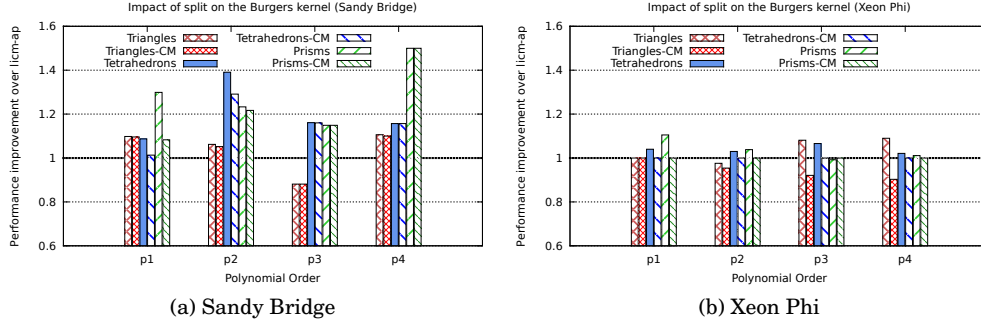 Impact of split on the Burgers kernel (Sandy Bridge)
Performance improvement over licm-ap
1.6
1.4
1.2
1
0.8
0.6
Triangles
Triangles-CM
Tetrahedrons
Tetrahedrons-CM
Prisms
Prisms-CM
p1 p2 p3 p4
Polynomial Order
(a) Sandy Bridge
Impact of split on the Burgers kernel (Xeon Phi)
Performance improvement over licm-ap
1.6
1.4
1.2
1
0.8
0.6
Triangles
Triangles-CM
Tetrahedrons
Tetrahedrons-CM
Prisms
Prisms-CM
p1 p2 p3 p4
Polynomial Order
(b) Xeon Phi